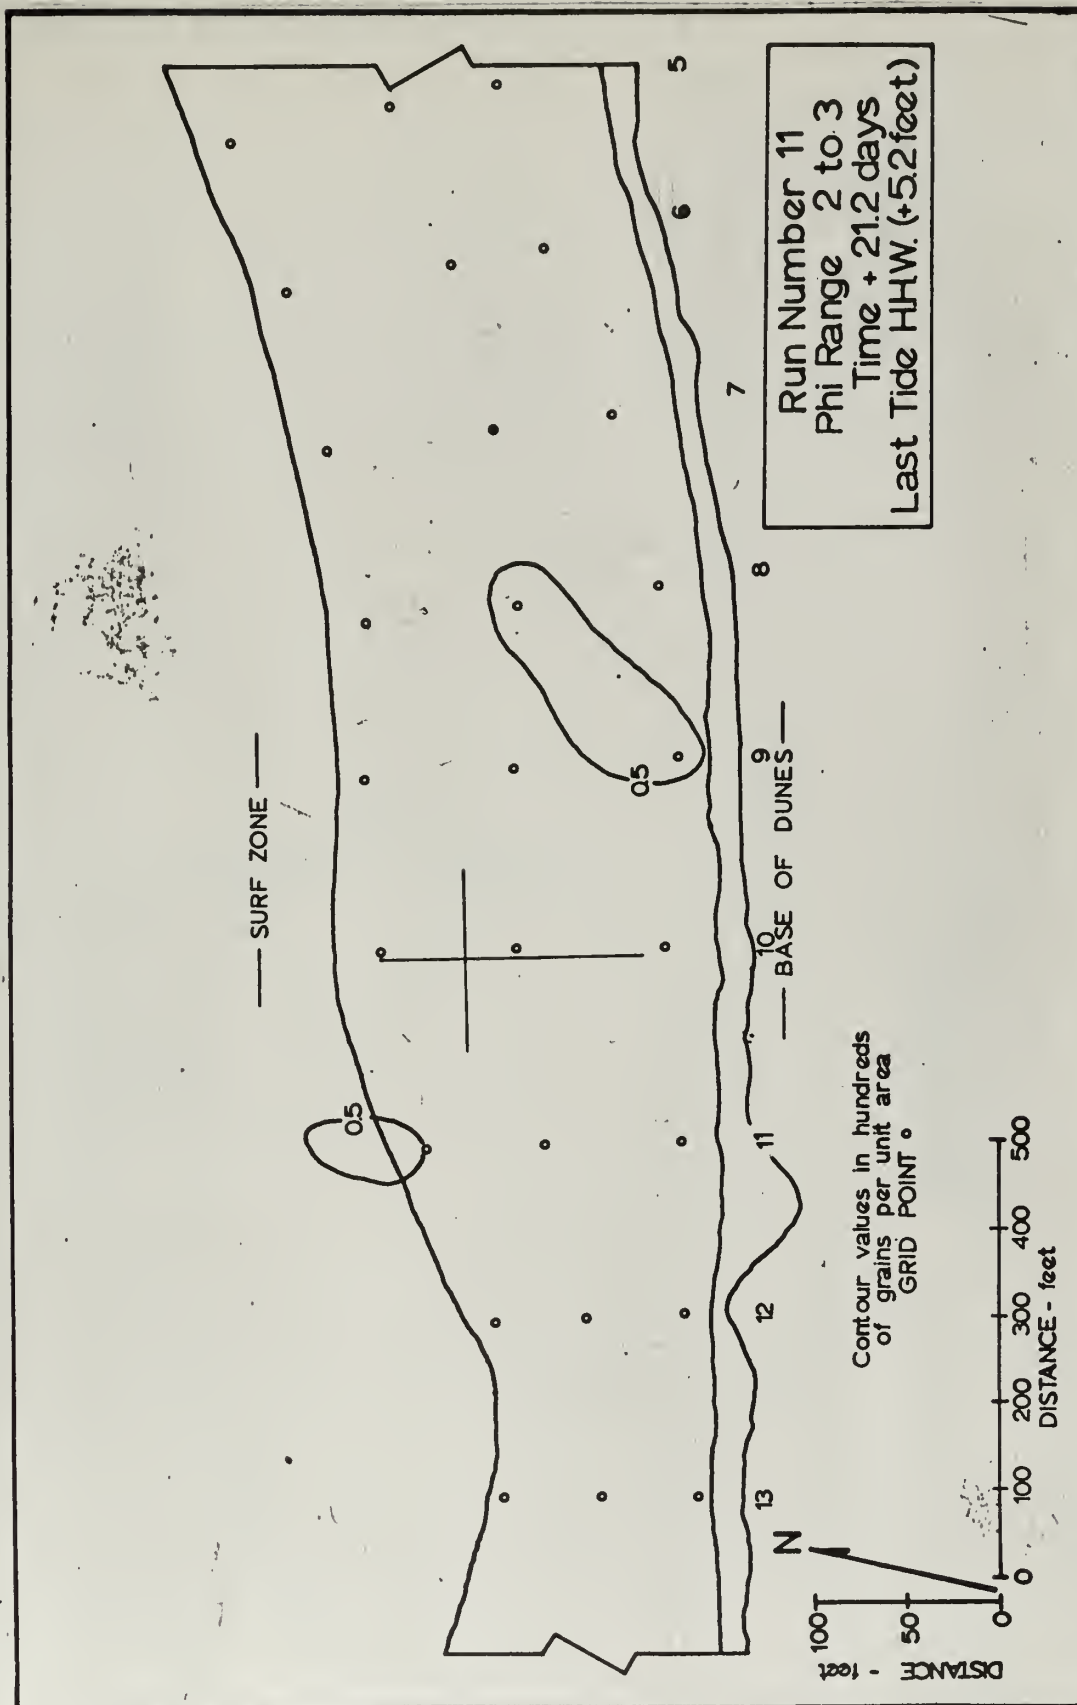 — SURF ZONE —
0.5
0.5
5
6
7
8
9
10
11
12
13
— BASE OF DUNES —
Run Number 11
Phi Range 2 to 3
Time + 21.2 days
Last Tide H.H.W. (+5.2 feet)
Contour values in hundreds
of grains per unit area
GRID POINT
N
100
50
0
DISTANCE - feet
0 100 200 300 400 500
DISTANCE - feet